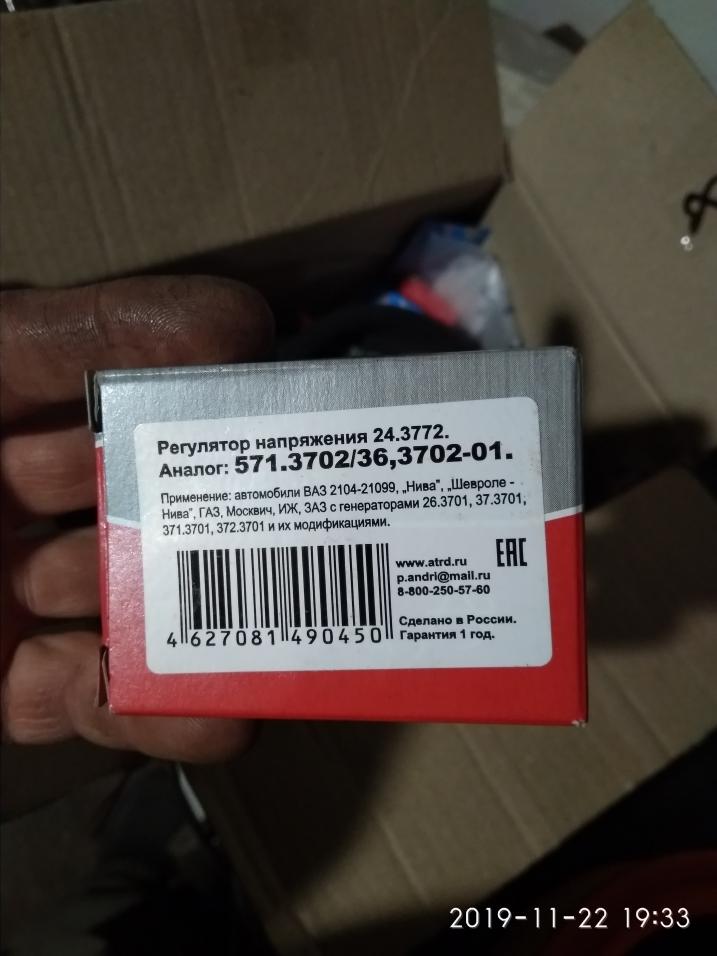 Регулятор напряжения 24.3772.
Аналог: 571.3702/36,3702-01.
Применение: автомобили ВАЗ 2104-21099, „Нива", „Шевроле -
Нива", ГАЗ, Москвич, ИЖ, ЗАЗ с генераторами 26.3701, 37.3701,
371.3701, 372.3701 и их модификациями.
www.atrd.ru
p.andri@mail.ru
8-800-250-57-60
EAC
Сделано в России.
Гарантия 1 год.
4 627081 490450
2019-11-22 19:33